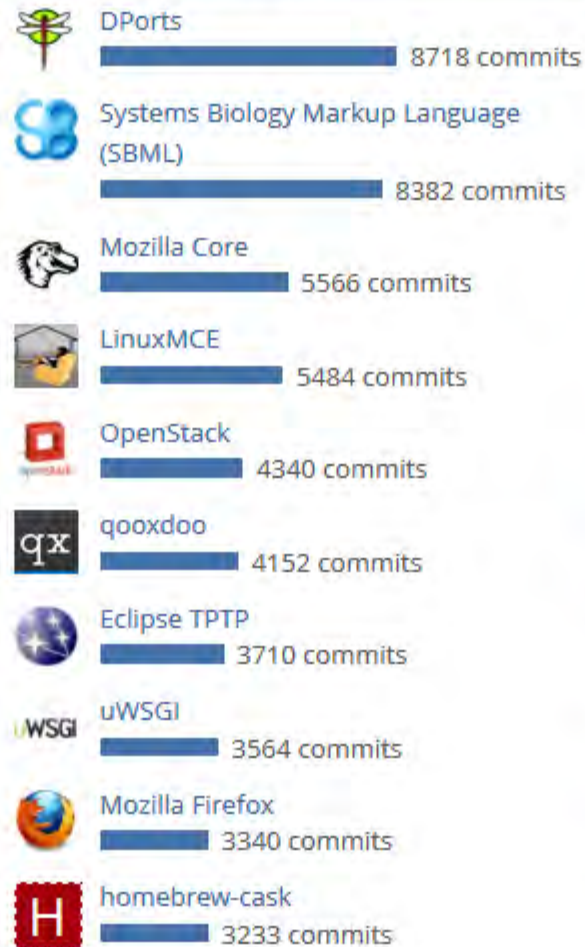 DPorts
8718 commits
Systems Biology Markup Language
(SBML)
8382 commits
Mozilla Core
5566 commits
LinuxMCE
5484 commits
openstack
OpenStack
4340 commits
qx
qooxdoo
4152 commits
Eclipse TPTP
3710 commits
uWSGI
uWSGI
3564 commits
Mozilla Firefox
3340 commits
H
homebrew-cask
3233 commits